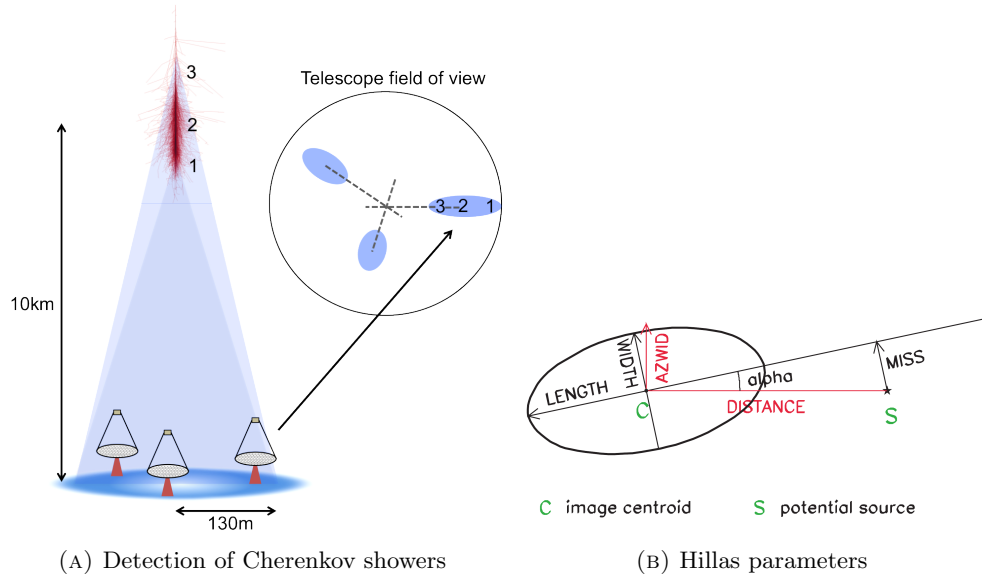 3
2
1
10km
130m
Telescope field of view
3 2 1
(A) Detection of Cherenkov showers
LENGTH
WIDTH
AZWID
alpha
MISS
C
DISTANCE
S
C image centroid
S potential source
(B) Hillas parameters